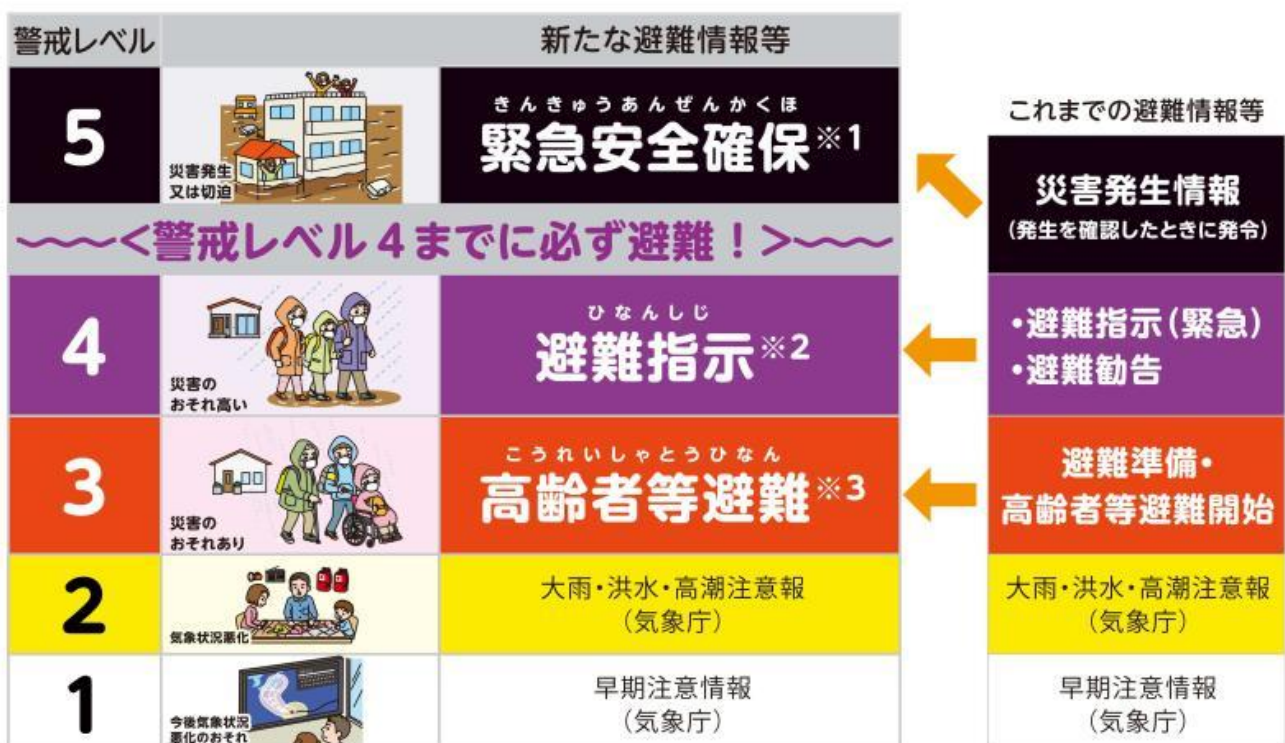 警戒レベル
新たな避難情報等
5
災害発生
又は切迫
きんきゅうあんぜんかくほ
緊急安全確保※1
〜〜〜<警戒レベル4までに必ず避難！>〜〜〜
4
災害の
おそれ高い
ひなんしじ
避難指示※2
3
災害の
おそれあり
こうれいしゃとうひなん
高齢者等避難※3
2
気象状況悪化
大雨・洪水・高潮注意報
(気象庁)
1
今後気象状況
悪化のおそれ
早期注意情報
(気象庁)
これまでの避難情報等
災害発生情報
(発生を確認したときに発令)
・避難指示(緊急)
・避難勧告
避難準備・
高齢者等避難開始
大雨・洪水・高潮注意報
(気象庁)
早期注意情報
(気象庁)